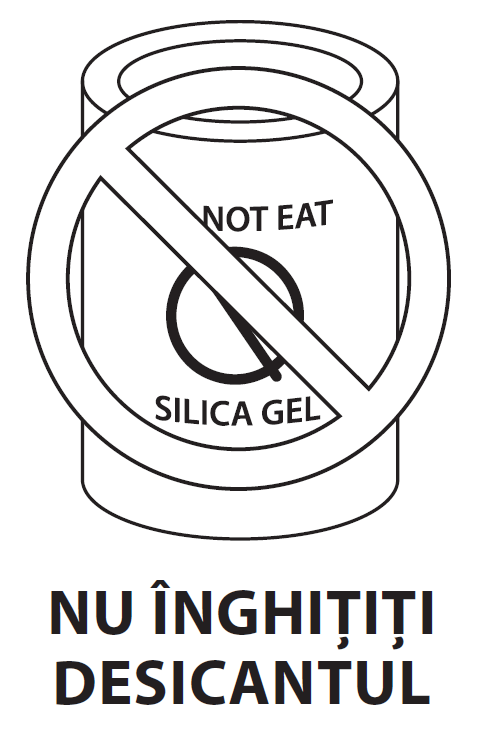 NOT EAT
SILICA GEL
NU ÎNGHIȚIȚI
DESICANTUL